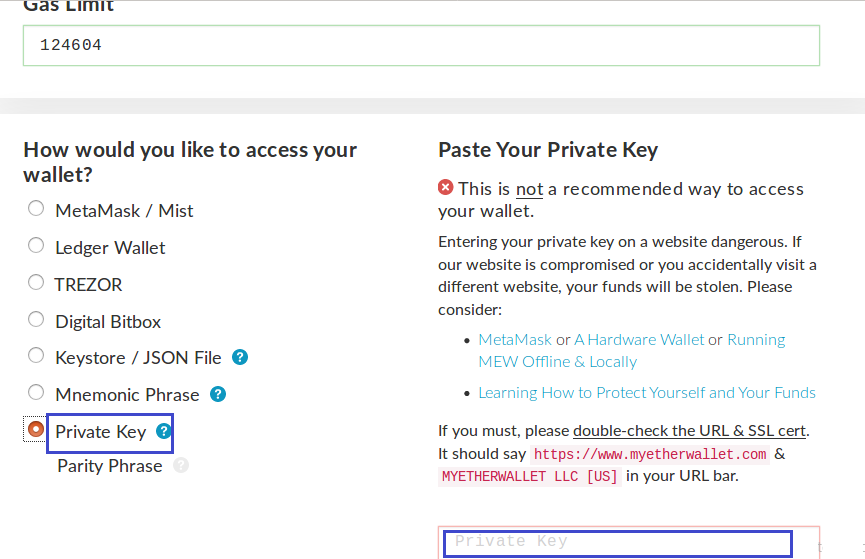 Gas Limit
124604
How would you like to access your
wallet?
MetaMask / Mist
Ledger Wallet
TREZOR
Digital Bitbox
Keystore / JSON File ?
Mnemonic Phrase ?
Private Key ?
Parity Phrase ?
Paste Your Private Key
This is not a recommended way to access
your wallet.
Entering your private key on a website dangerous. If
our website is compromised or you accidentally visit a
different website, your funds will be stolen. Please
consider:
• MetaMask or A Hardware Wallet or Running
MEW Offline & Locally
• Learning How to Protect Yourself and Your Funds
If you must, please double-check the URL & SSL cert.
It should say https://www.myetherwallet.com &
MYETHERWALLET LLC [US] in your URL bar.
Private Key